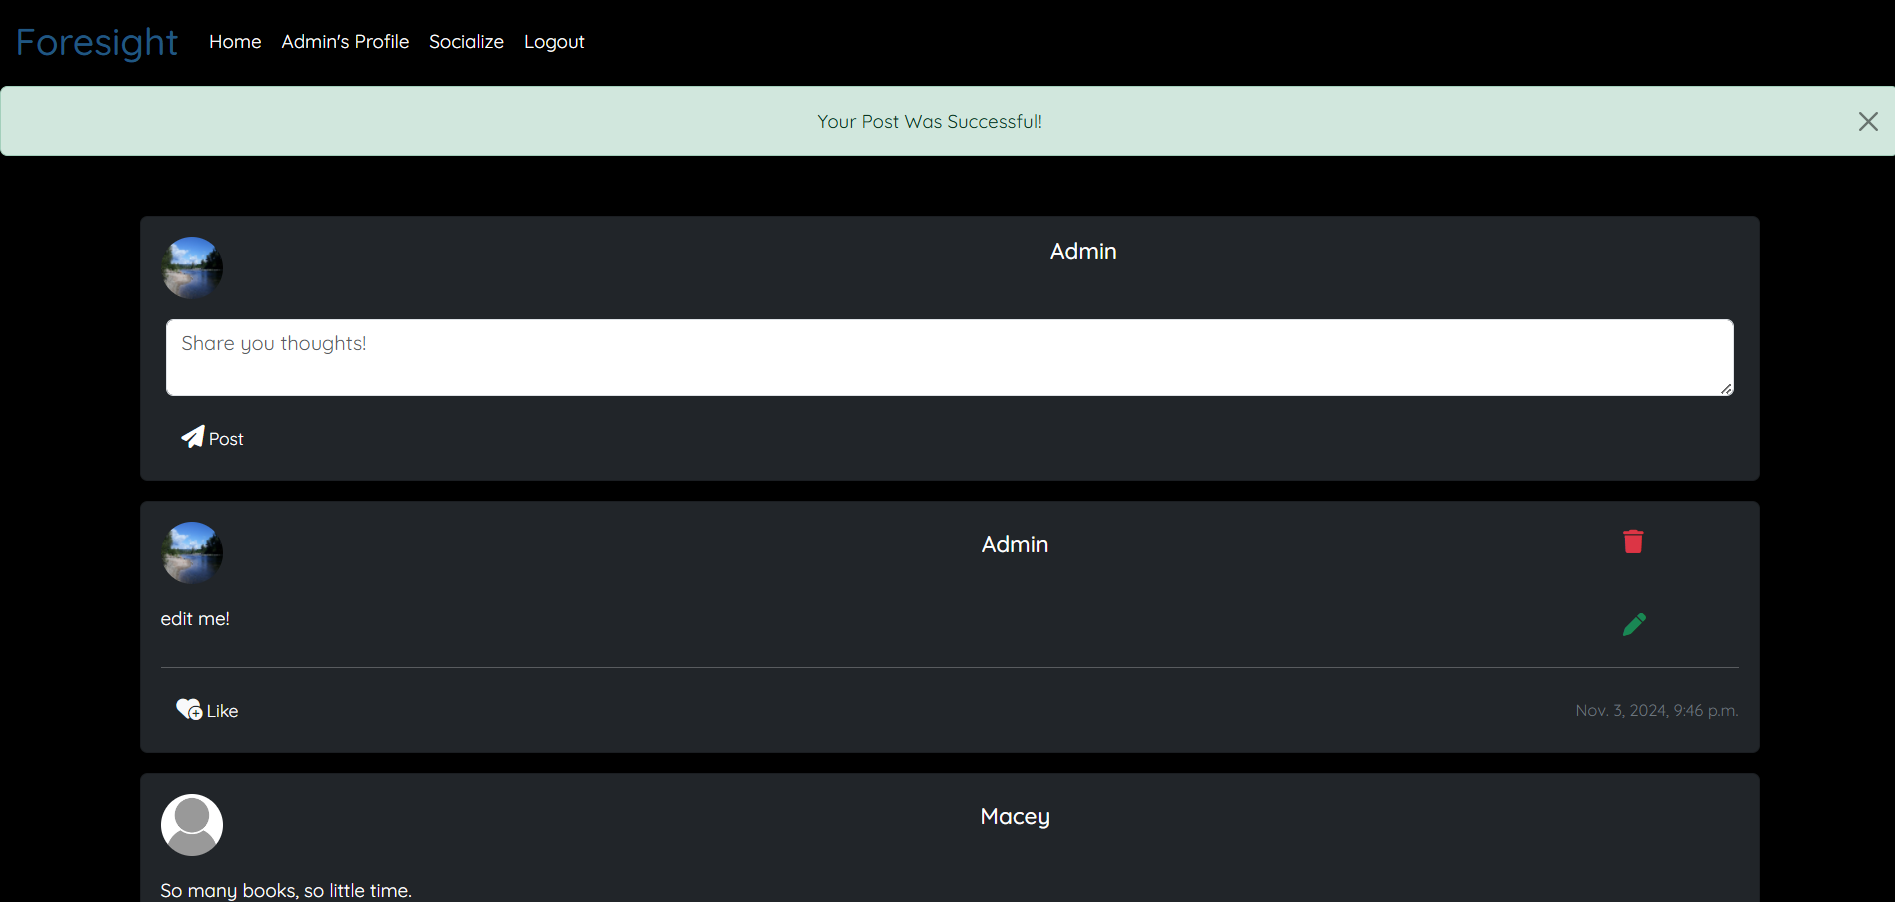 Foresight Home Admin's Profile Socialize Logout
Your Post Was Successful!
Admin
Share you thoughts!
Post
Admin
edit me!
Like Nov. 3, 2024, 9:46 p.m.
Macey
So many books, so little time.